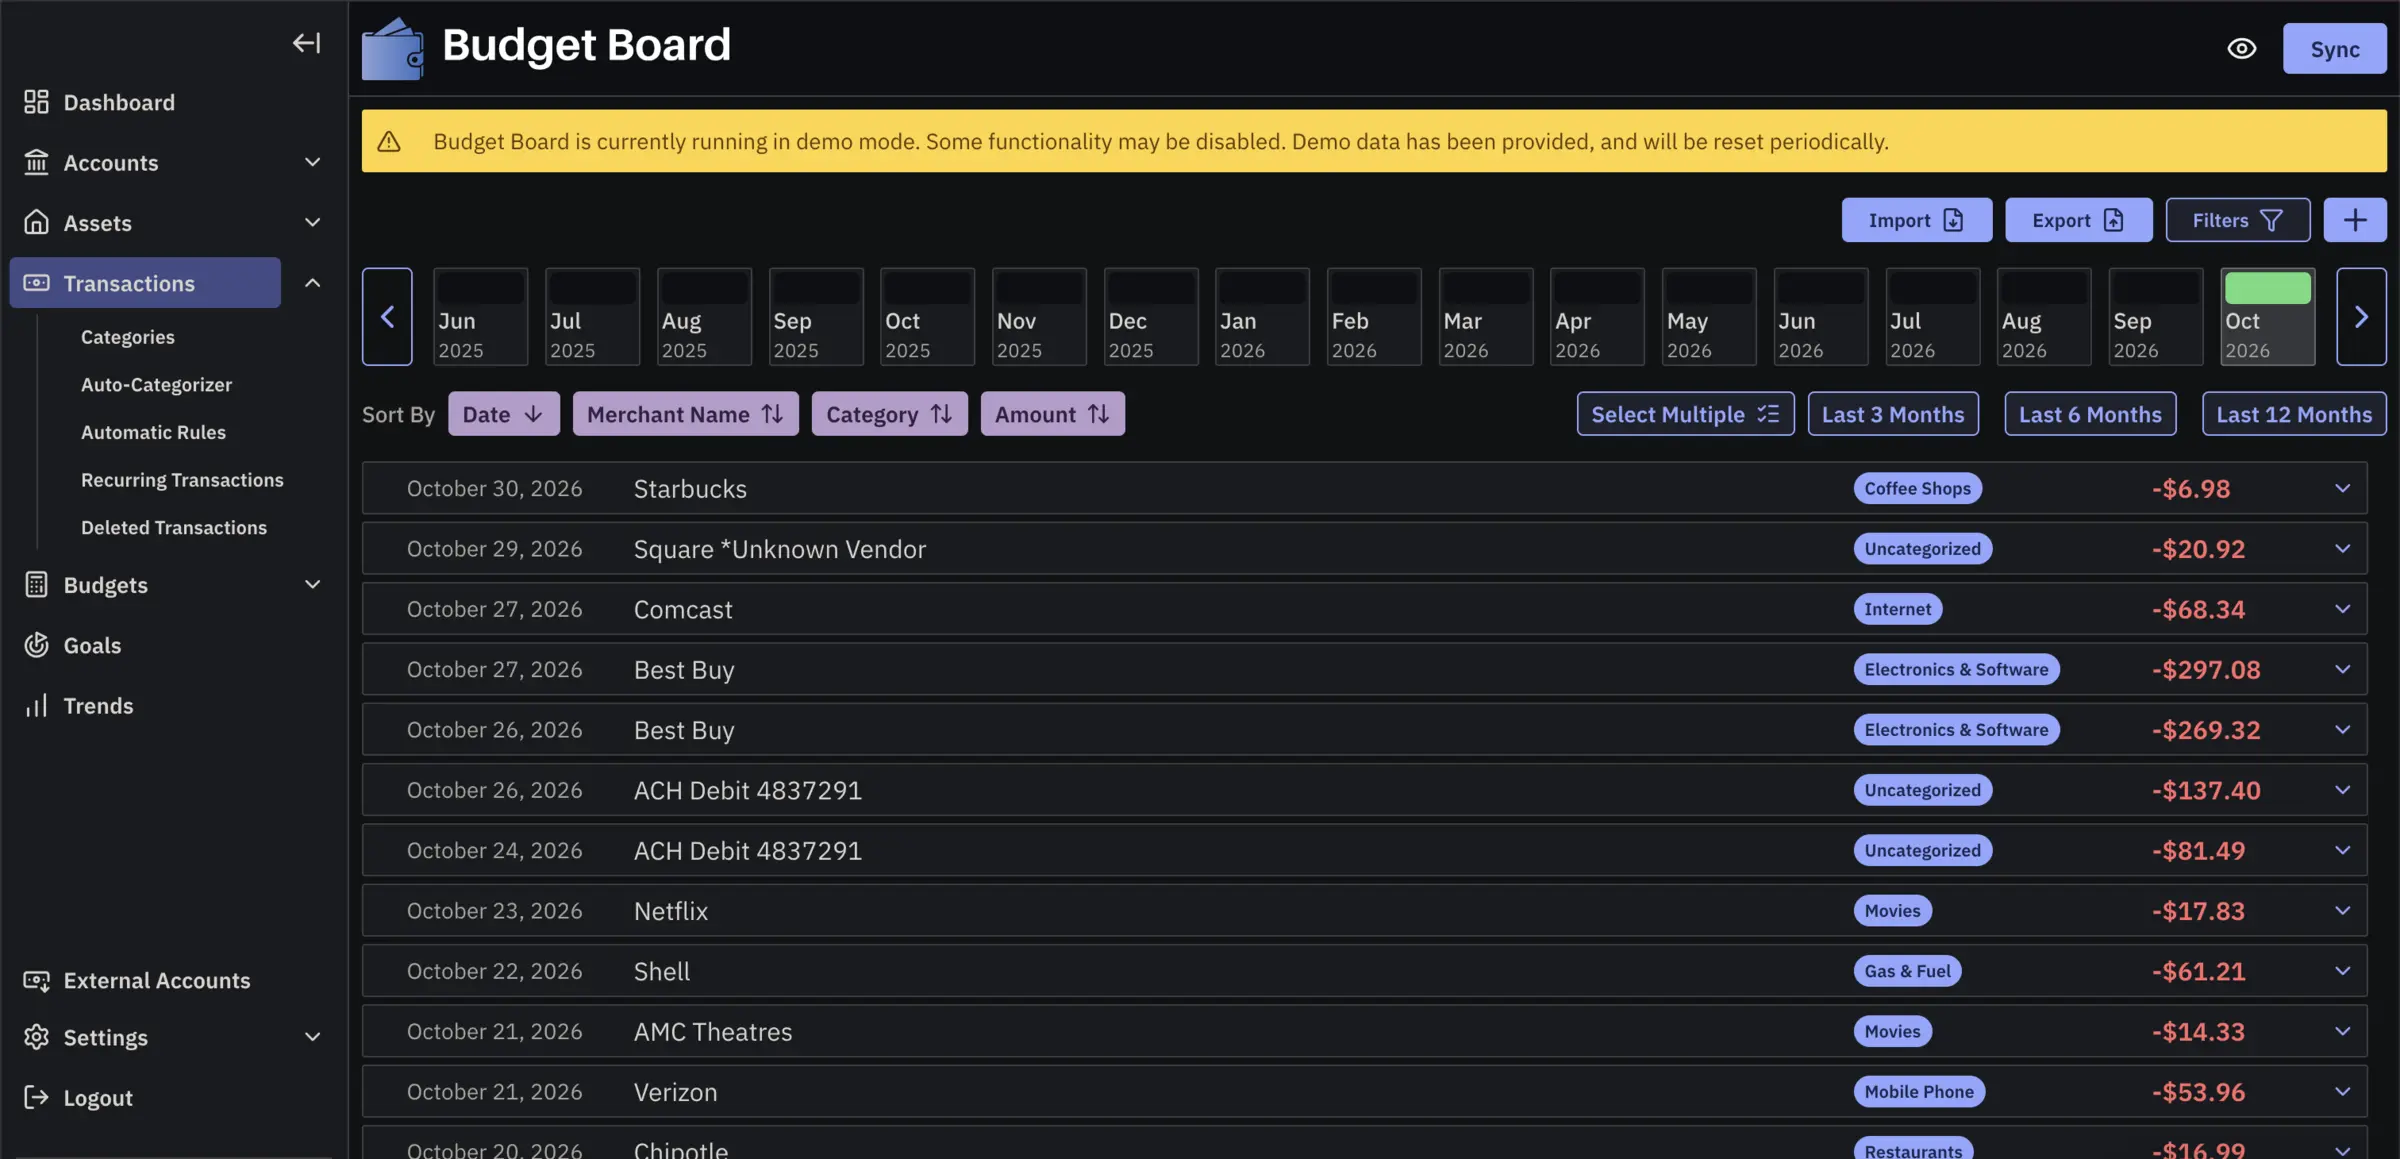 Budget Board
Sync
Dashboard
Accounts
Assets
Transactions
Categories
Auto-Categorizer
Automatic Rules
Recurring Transactions
Deleted Transactions
Budgets
Goals
Trends
External Accounts
Settings
Logout
Budget Board is currently running in demo mode. Some functionality may be disabled. Demo data has been provided, and will be reset periodically.
Import Export Filters
Jun 2025
Jul 2025
Aug 2025
Sep 2025
Oct 2025
Nov 2025
Dec 2025
Jan 2026
Feb 2026
Mar 2026
Apr 2026
May 2026
Jun 2026
Jul 2026
Aug 2026
Sep 2026
Oct 2026
Sort By Date Merchant Name Category Amount Select Multiple Last 3 Months Last 6 Months Last 12 Months
October 30, 2026 Starbucks Coffee Shops -$6.98
October 29, 2026 Square *Unknown Vendor Uncategorized -$20.92
October 27, 2026 Comcast Internet -$68.34
October 27, 2026 Best Buy Electronics & Software -$297.08
October 26, 2026 Best Buy Electronics & Software -$269.32
October 26, 2026 ACH Debit 4837291 Uncategorized -$137.40
October 24, 2026 ACH Debit 4837291 Uncategorized -$81.49
October 23, 2026 Netflix Movies -$17.83
October 22, 2026 Shell Gas & Fuel -$61.21
October 21, 2026 AMC Theatres Movies -$14.33
October 21, 2026 Verizon Mobile Phone -$53.96
October 20, 2026 Chipotle Restaurants -$16.99